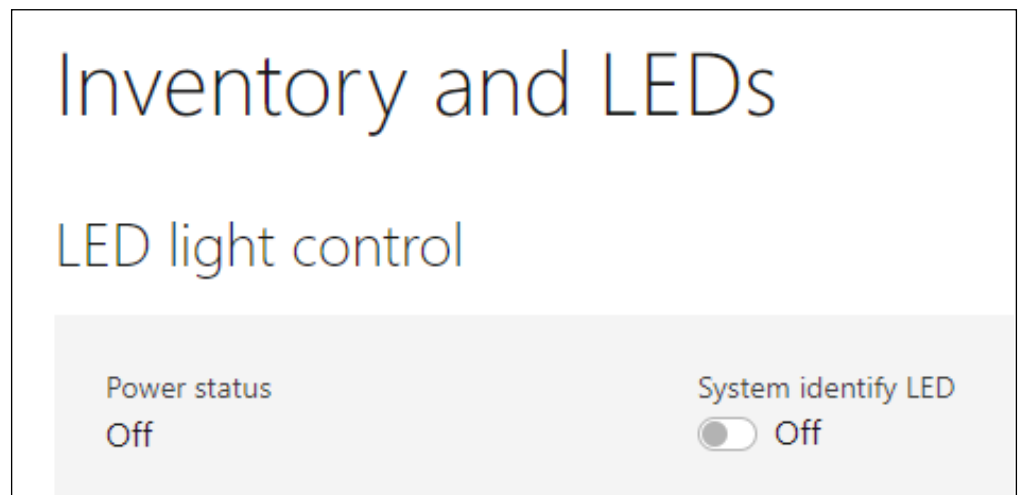 Inventory and LEDs
LED light control
Power status
Off
System identify LED
Off